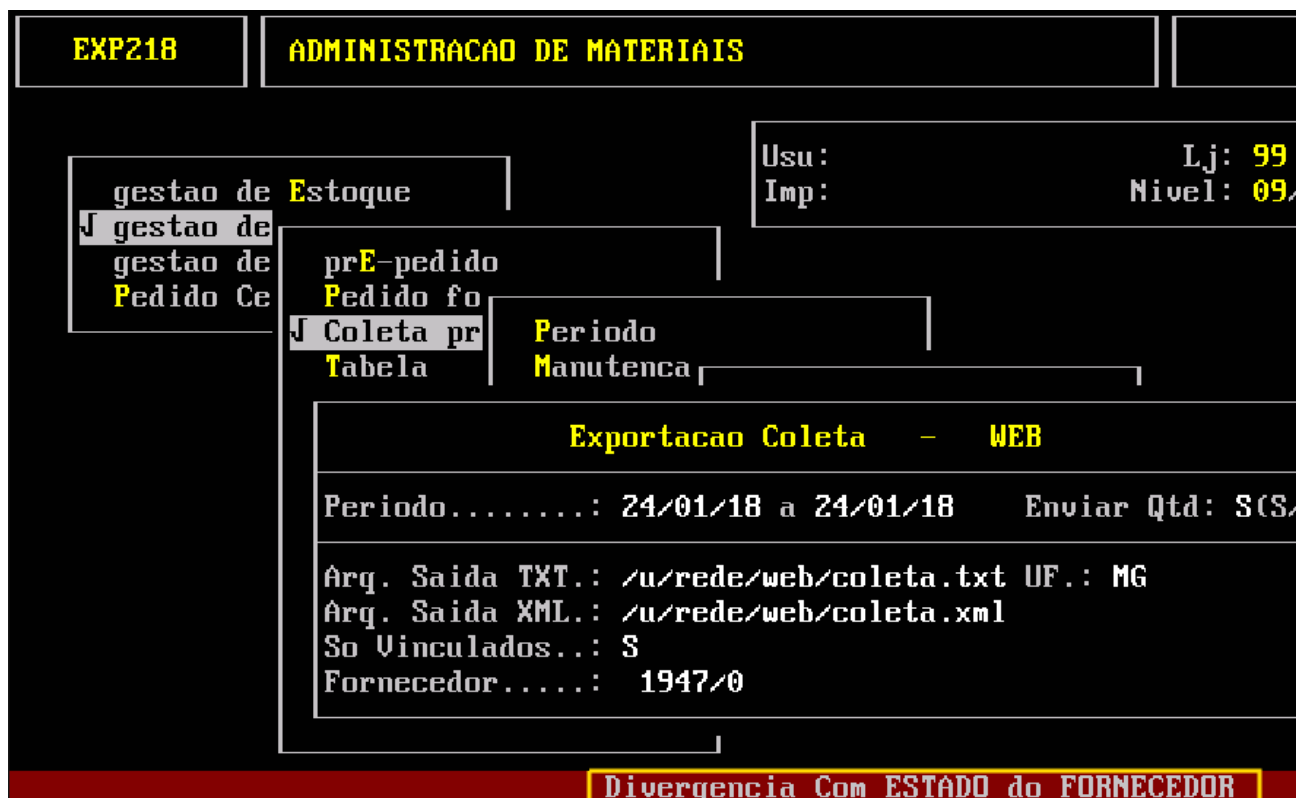 EXP218
ADMINISTRACAO DE MATERIAIS
Usu: Lj: 99
Imp: Nivel: 09/
gestao de Estoque
√ gestao de
gestao de
Pedido Ce
prE-pedido
Pedido fo
√ Coleta pr
Tabela
Periodo
Manutenca
Exportacao Coleta - WEB
Periodo........: 24/01/18 a 24/01/18 Enviar Qtd: S(S/
Arq. Saida TXT.: /u/rede/web/coleta.txt UF.: MG
Arq. Saida XML.: /u/rede/web/coleta.xml
So Vinculados..: S
Fornecedor.....: 1947/0
Divergencia Com ESTADO do FORNECEDOR